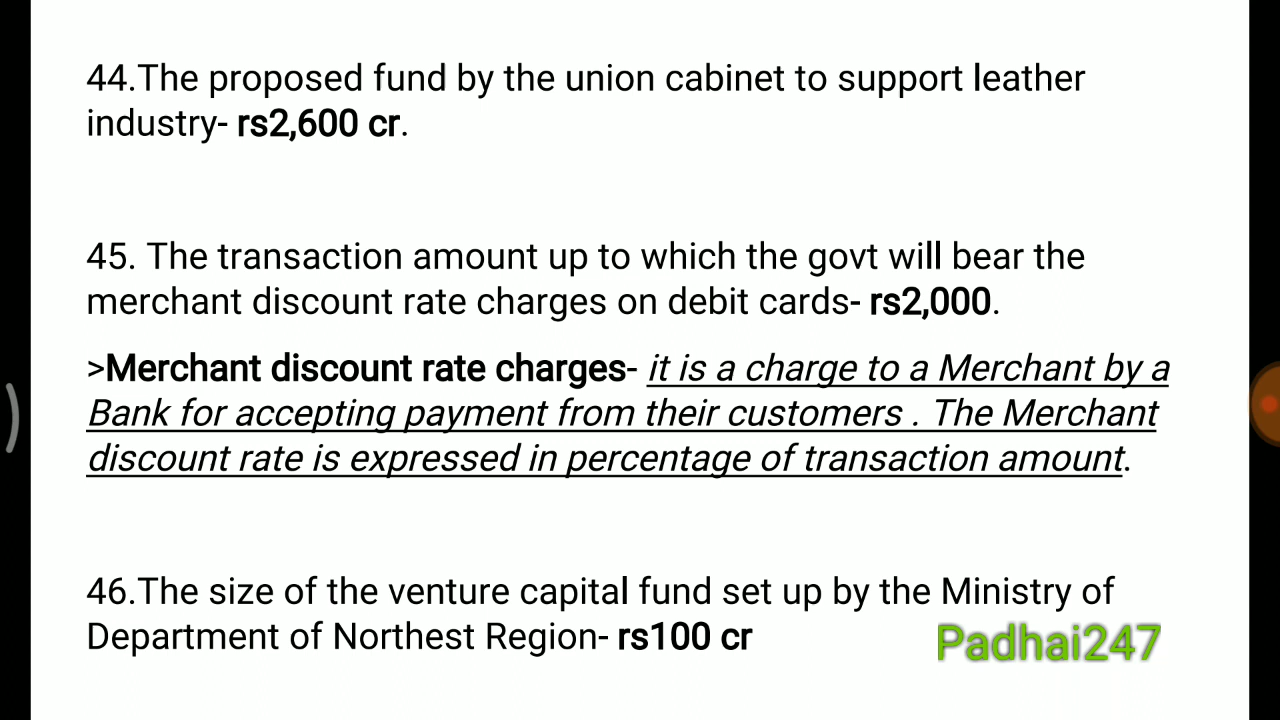 44.The proposed fund by the union cabinet to support leather
industry- rs2,600 cr.
45. The transaction amount up to which the govt will bear the
merchant discount rate charges on debit cards- rs2,000.
>Merchant discount rate charges- it is a charge to a Merchant by a
Bank for accepting payment from their customers . The Merchant
discount rate is expressed in percentage of transaction amount.
46.The size of the venture capital fund set up by the Ministry of
Department of Northest Region- rs100 cr
Padhai247